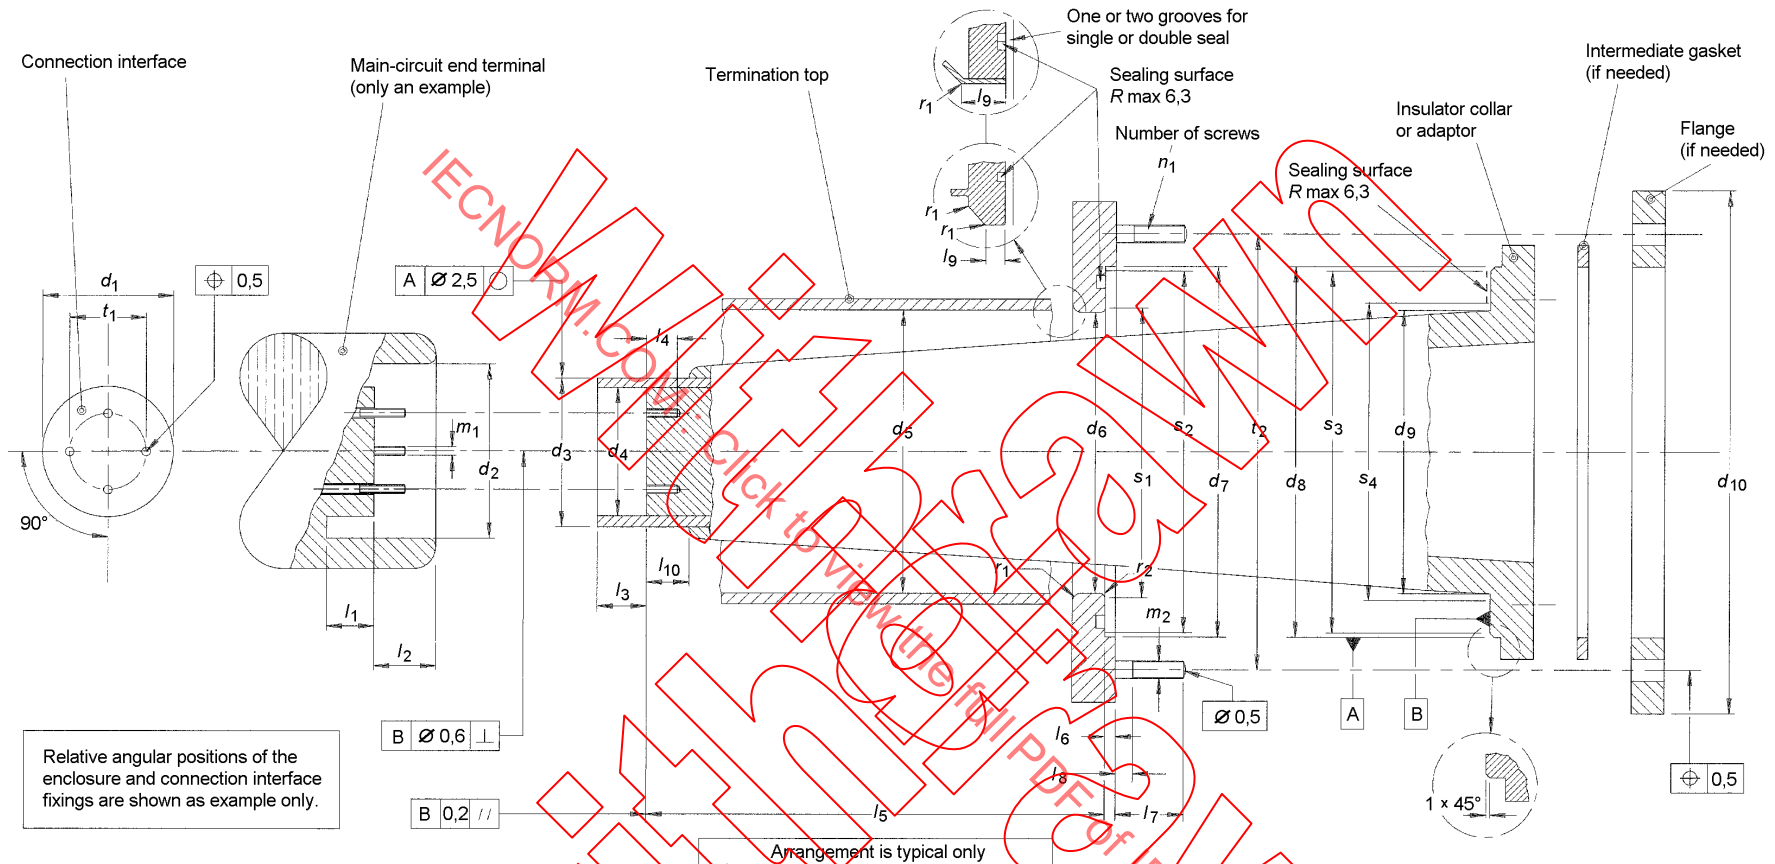 One or two grooves for
single or double seal
Intermediate gasket
(if needed)
Connection interface
Main-circuit end terminal
(only an example)
Termination top
Sealing surface
R max 6,3
Insulator collar
or adaptor
Flange
(if needed)
Number of screws
n1
Sealing surface
R max 6,3
r1
l9
r1
r1
l9
d1
t1
0,5
A ⌀ 2,5 ○
l4
m1
d2
d3
d4
d5
d6
s1
s2
d7
t2
d8
s3
s4
d9
d10
90°
l10
l3
l1
l2
r1
r2
m2
B ⌀ 0,6 ⊥
⌀ 0,5
A
B
l6
l8
0,5
Relative angular positions of the
enclosure and connection interface
fixings are shown as example only.
B 0,2 //
l5
l7
1 × 45°
Arrangement is typical only
IECNORM.COM: Click to view the full PDF of I